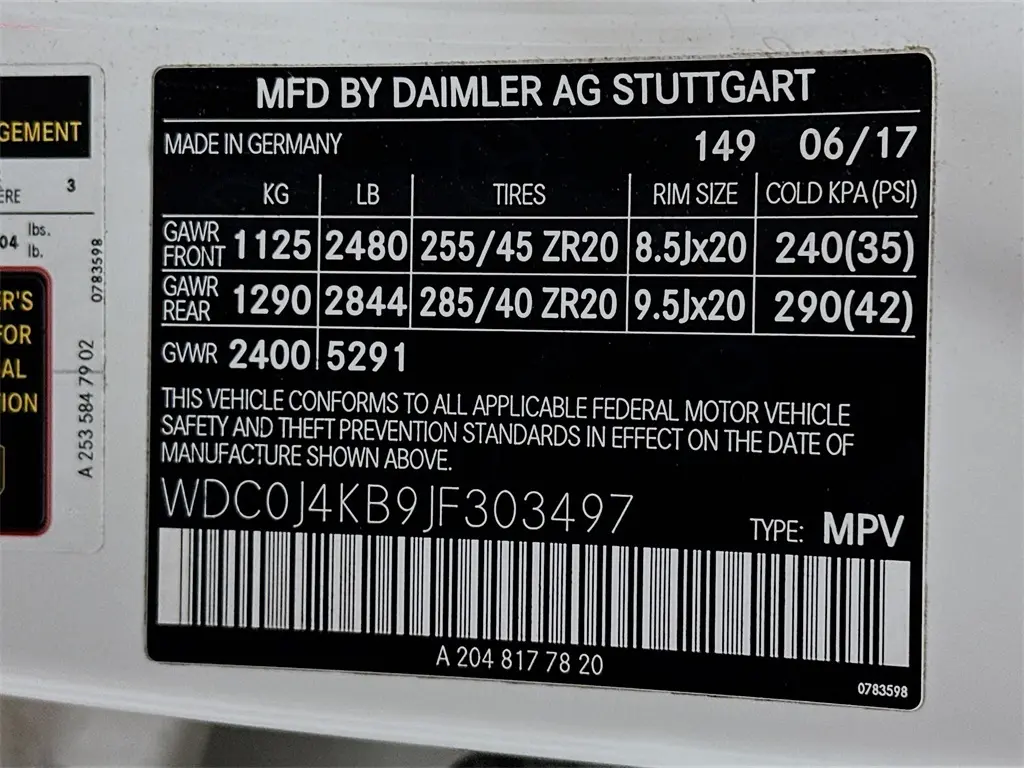 MFD BY DAIMLER AG STUTTGART
MADE IN GERMANY 149 06/17
KG LB TIRES RIM SIZE COLD KPA (PSI)
GAWR FRONT 1125 2480 255/45 ZR20 8.5Jx20 240(35)
GAWR REAR 1290 2844 285/40 ZR20 9.5Jx20 290(42)
GVWR 2400 5291
THIS VEHICLE CONFORMS TO ALL APPLICABLE FEDERAL MOTOR VEHICLE
SAFETY AND THEFT PREVENTION STANDARDS IN EFFECT ON THE DATE OF
MANUFACTURE SHOWN ABOVE.
WDC0J4KB9JF303497
TYPE: MPV
A 204 817 78 20
0783598
GEMENT
ERE 3
04 lbs.
lb.
0783598
ER'S
FOR
AL
TION
A 253 584 79 02